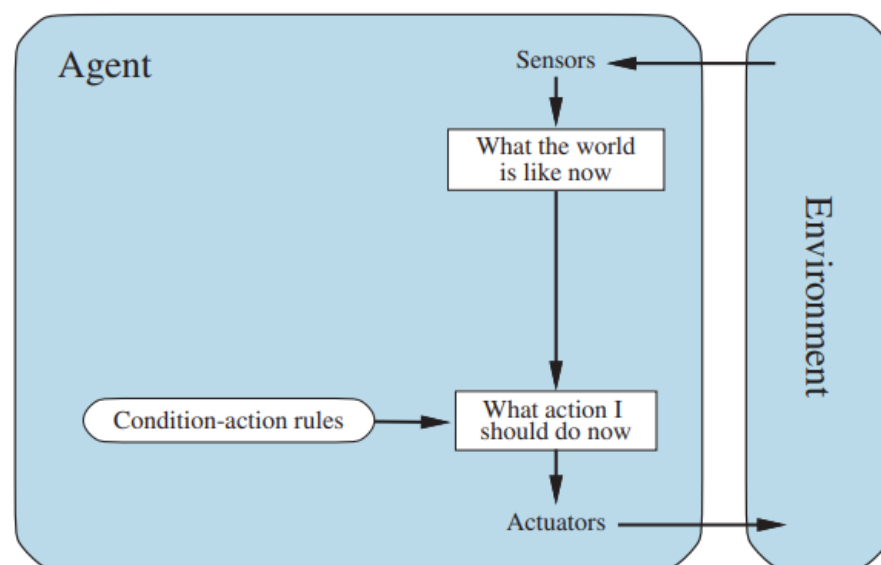 Agent
Sensors
What the world
is like now
Environment
Condition-action rules
What action I
should do now
Actuators